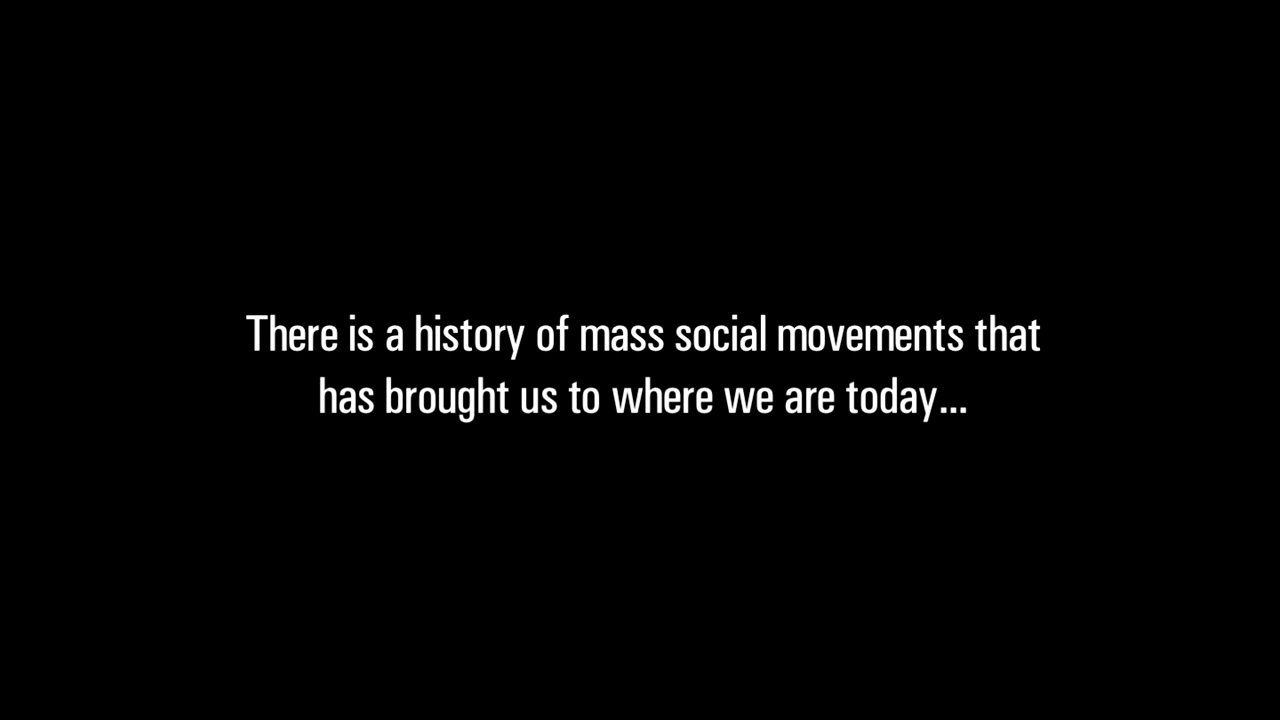 There is a history of mass social movements that
has brought us to where we are today...